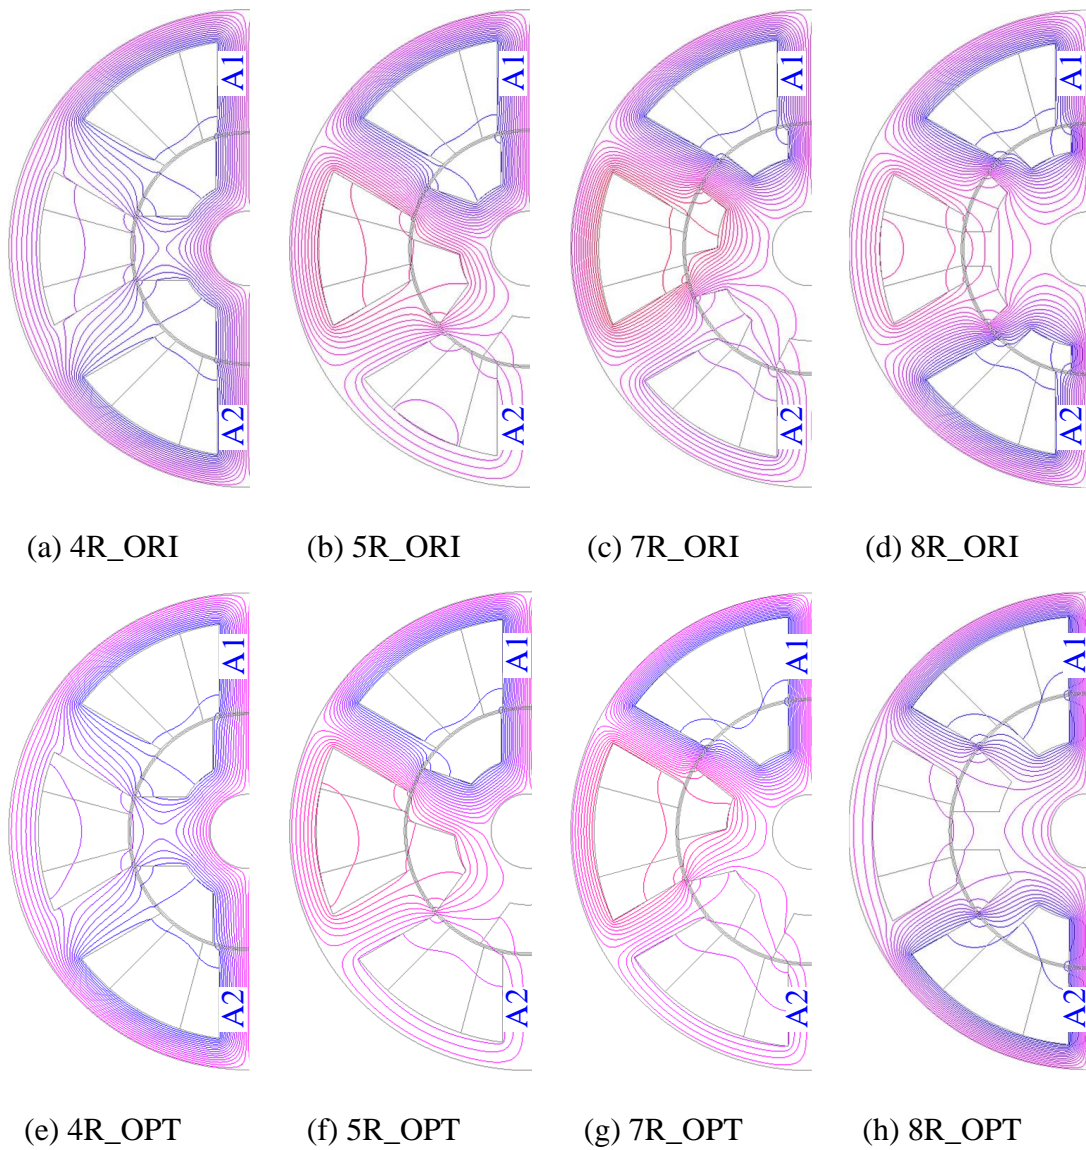 A1 A1 A1 A1
A2 A2 A2 A2
(a) 4R_ORI (b) 5R_ORI (c) 7R_ORI (d) 8R_ORI
A1 A1 A1 A1
A2 A2 A2 A2
(e) 4R_OPT (f) 5R_OPT (g) 7R_OPT (h) 8R_OPT